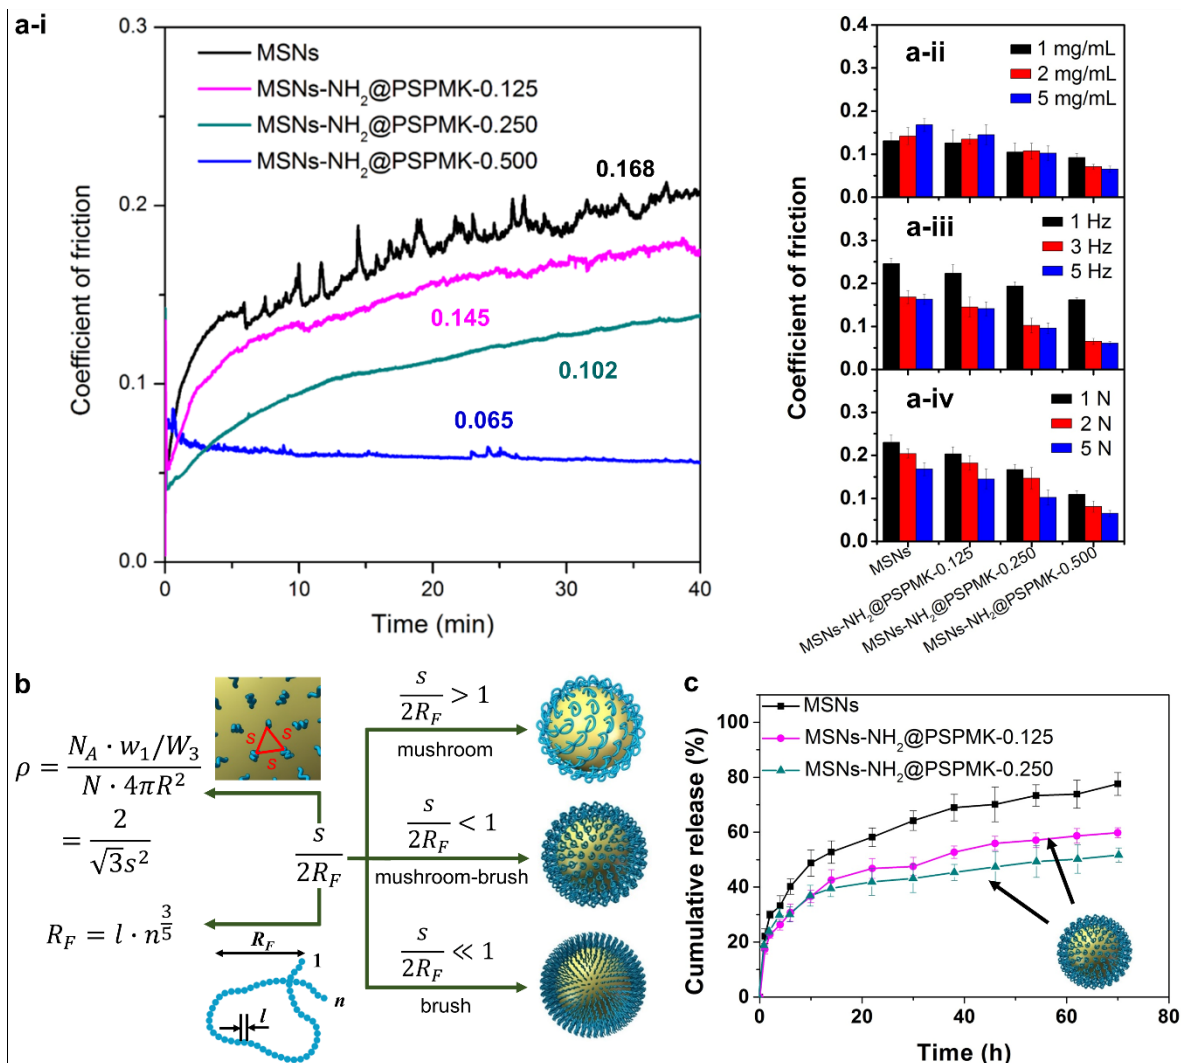 a-i
0.3
0.2
0.1
0.0
Coefficient of friction
MSNs
MSNs-NH₂@PSPMK-0.125
MSNs-NH₂@PSPMK-0.250
MSNs-NH₂@PSPMK-0.500
0.168
0.145
0.102
0.065
0 10 20 30 40
Time (min)
Coefficient of friction
a-ii
0.4
0.3
0.2
0.1
0.0
1 mg/mL
2 mg/mL
5 mg/mL
a-iii
0.3
0.2
0.1
0.0
1 Hz
3 Hz
5 Hz
a-iv
0.3
0.2
0.1
0.0
1 N
2 N
5 N
MSNs
MSNs-NH₂@PSPMK-0.125
MSNs-NH₂@PSPMK-0.250
MSNs-NH₂@PSPMK-0.500
b
s s
s
ρ = (N_A · w₁/W₃)/(N · 4πR²)
= 2/(√3s²)
R_F = l · n^(3/5)
s/2R_F
R_F
1
n
l
s/2R_F > 1
mushroom
s/2R_F < 1
mushroom-brush
s/2R_F ≪ 1
brush
c
Cumulative release (%)
100
80
60
40
20
0
MSNs
MSNs-NH₂@PSPMK-0.125
MSNs-NH₂@PSPMK-0.250
0 20 40 60 80
Time (h)